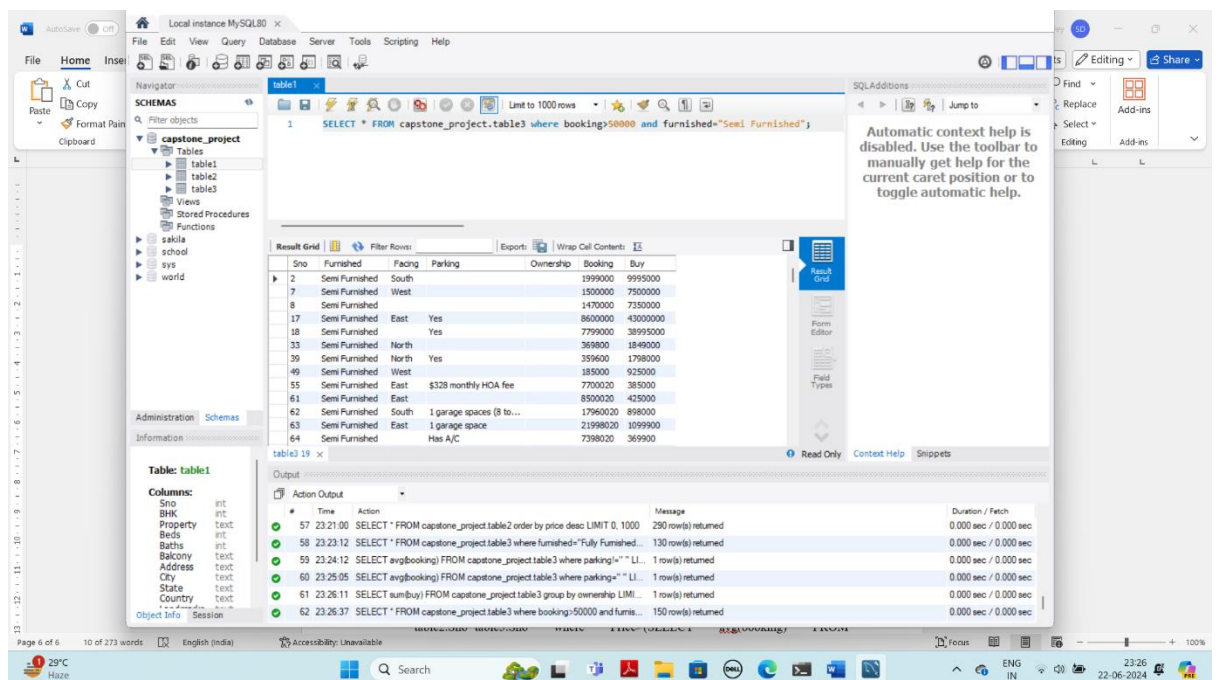 AutoSave Off
SD
File Home Inser
Editing
Share
Cut
Copy
Format Pain
Paste
Clipboard
Find
Replace
Select
Editing
Add-ins
Add-ins
Local instance MySQL80 ×
File Edit View Query Database Server Tools Scripting Help
Navigator
SCHEMAS
Filter objects
capstone_project
Tables
table1
table2
table3
Views
Stored Procedures
Functions
sakila
school
sys
world
Administration Schemas
Information
Table: table1
Columns:
Sno int
BHK int
Property text
Beds int
Baths int
Balcony text
Address text
City text
State text
Country text
Object Info Session
table1 ×
Limit to 1000 rows
1 SELECT * FROM capstone_project.table3 where booking>50000 and furnished="Semi Furnished";
Result Grid Filter Rows: Export: Wrap Cell Content:
Sno Furnished Facing Parking Ownership Booking Buy
2 Semi Furnished South 1999000 9995000
7 Semi Furnished West 1500000 7500000
8 Semi Furnished 1470000 7350000
17 Semi Furnished East Yes 8600000 43000000
18 Semi Furnished Yes 7799000 38995000
33 Semi Furnished North 369800 1849000
39 Semi Furnished North Yes 359600 1798000
49 Semi Furnished West 185000 925000
55 Semi Furnished East $328 monthly HOA fee 7700020 385000
61 Semi Furnished East 8500020 425000
62 Semi Furnished South 1 garage spaces (8 to... 17960020 898000
63 Semi Furnished East 1 garage space 21998020 1099900
64 Semi Furnished Has A/C 7398020 369900
Result Grid
Form Editor
Field Types
table3 19 ×
Read Only
SQLAdditions
Jump to
Automatic context help is
disabled. Use the toolbar to
manually get help for the
current caret position or to
toggle automatic help.
Context Help Snippets
Output
Action Output
# Time Action Message Duration / Fetch
57 23:21:00 SELECT * FROM capstone_project.table2 order by price desc LIMIT 0, 1000 290 row(s) returned 0.000 sec / 0.000 sec
58 23:23:12 SELECT * FROM capstone_project.table3 where furnished="Fully Furnished... 130 row(s) returned 0.000 sec / 0.000 sec
59 23:24:12 SELECT avg(booking) FROM capstone_project.table3 where parking!=" " LI... 1 row(s) returned 0.000 sec / 0.000 sec
60 23:25:05 SELECT avg(booking) FROM capstone_project.table3 where parking=" " LI... 1 row(s) returned 0.000 sec / 0.000 sec
61 23:26:11 SELECT sum(buy) FROM capstone_project.table3 group by ownership LIMI... 1 row(s) returned 0.000 sec / 0.000 sec
62 23:26:37 SELECT * FROM capstone_project.table3 where booking>50000 and furnis... 150 row(s) returned 0.000 sec / 0.000 sec
Page 6 of 6 10 of 273 words English (India) Accessibility: Unavailable Focus 100%
29°C
Haze
Search
ENG
IN
23:26
22-06-2024